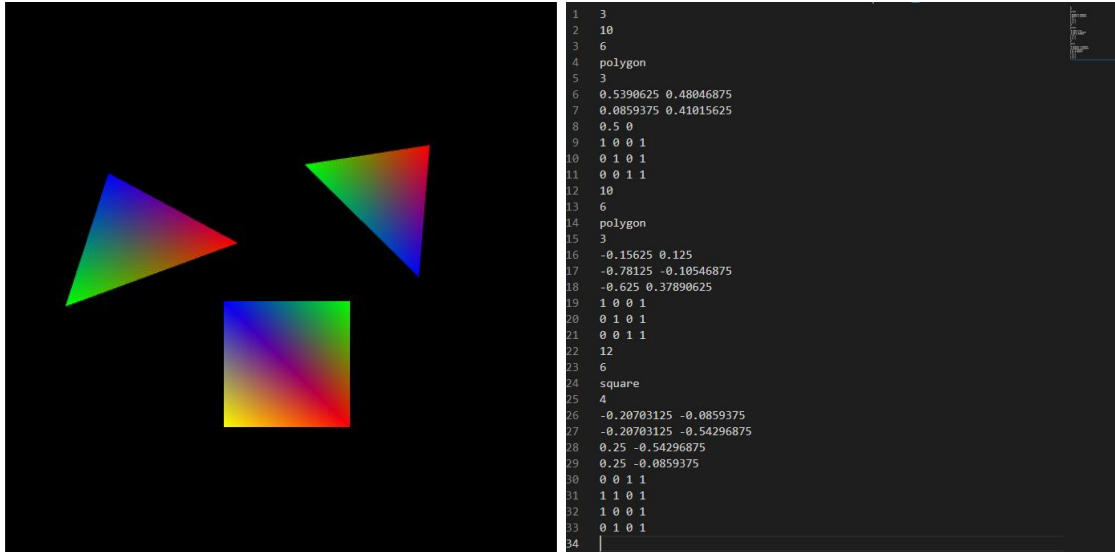 1 3
2 10
3 6
4 polygon
5 3
6 0.5390625 0.48046875
7 0.0859375 0.41015625
8 0.5 0
9 1 0 0 1
10 0 1 0 1
11 0 0 1 1
12 10
13 6
14 polygon
15 3
16 -0.15625 0.125
17 -0.78125 -0.10546875
18 -0.625 0.37890625
19 1 0 0 1
20 0 1 0 1
21 0 0 1 1
22 12
23 6
24 square
25 4
26 -0.20703125 -0.0859375
27 -0.20703125 -0.54296875
28 0.25 -0.54296875
29 0.25 -0.0859375
30 0 0 1 1
31 1 1 0 1
32 1 0 0 1
33 0 1 0 1
34